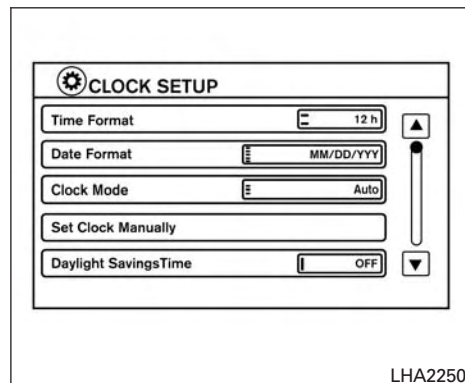 CLOCK SETUP
Time Format 12 h
Date Format MM/DD/YYY
Clock Mode Auto
Set Clock Manually
Daylight SavingsTime OFF
LHA2250